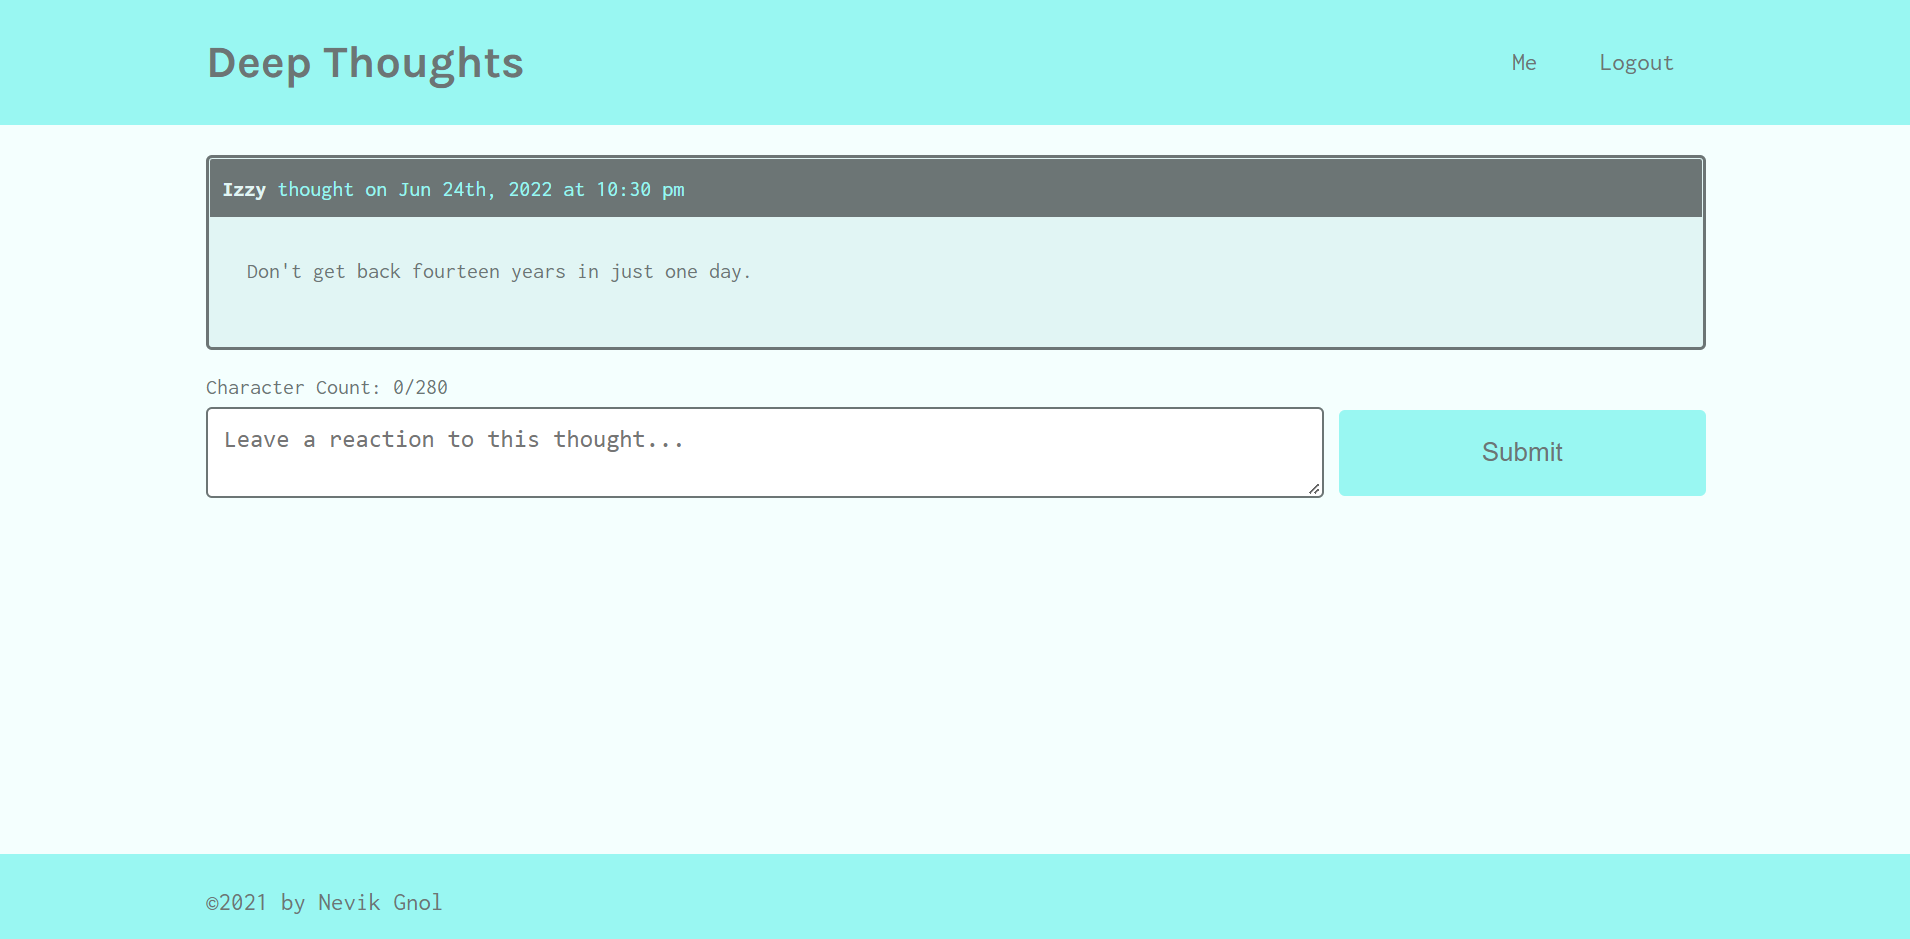 Deep Thoughts
Me Logout
Izzy thought on Jun 24th, 2022 at 10:30 pm
Don't get back fourteen years in just one day.
Character Count: 0/280
Leave a reaction to this thought...
Submit
©2021 by Nevik Gnol